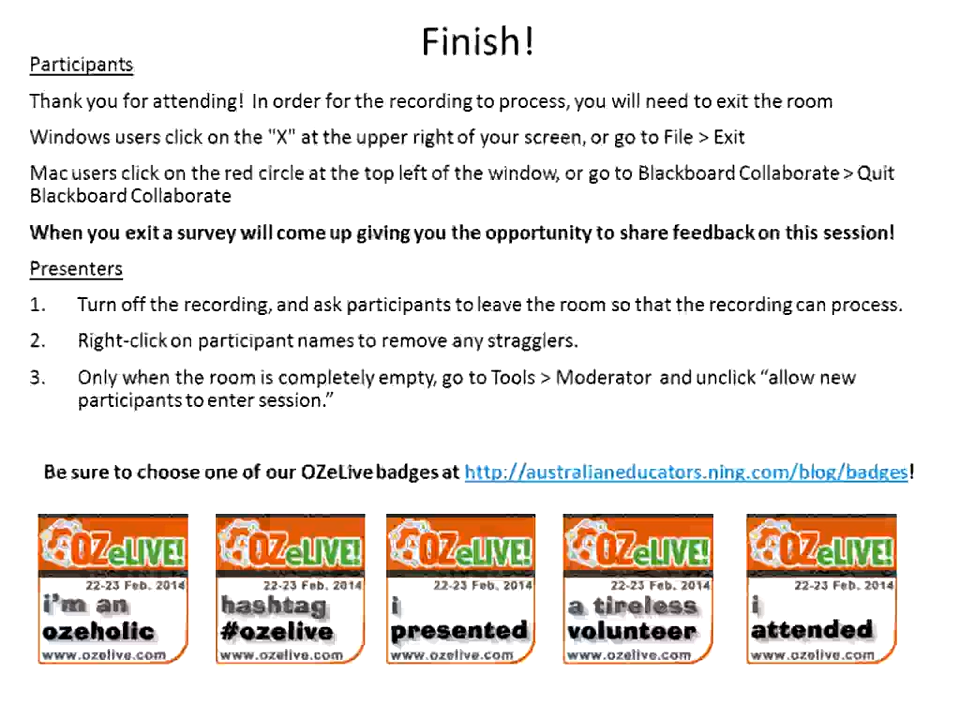 Finish!
Participants
Thank you for attending! In order for the recording to process, you will need to exit the room
Windows users click on the "X" at the upper right of your screen, or go to File > Exit
Mac users click on the red circle at the top left of the window, or go to Blackboard Collaborate > Quit
Blackboard Collaborate
When you exit a survey will come up giving you the opportunity to share feedback on this session!
Presenters
1. Turn off the recording, and ask participants to leave the room so that the recording can process.
2. Right-click on participant names to remove any stragglers.
3. Only when the room is completely empty, go to Tools > Moderator and unclick “allow new
participants to enter session.”
Be sure to choose one of our OZeLive badges at http://australianeducators.ning.com/blog/badges!
OZeLIVE!
22-23 Feb. 2014
i'm an
ozeholic
www.ozelive.com
OZeLIVE!
22-23 Feb. 2014
hashtag
#ozelive
www.ozelive.com
OZeLIVE!
22-23 Feb. 2014
i
presented
www.ozelive.com
OZeLIVE!
22-23 Feb. 2014
a tireless
volunteer
www.ozelive.com
OZeLIVE!
22-23 Feb. 2014
i
attended
www.ozelive.com